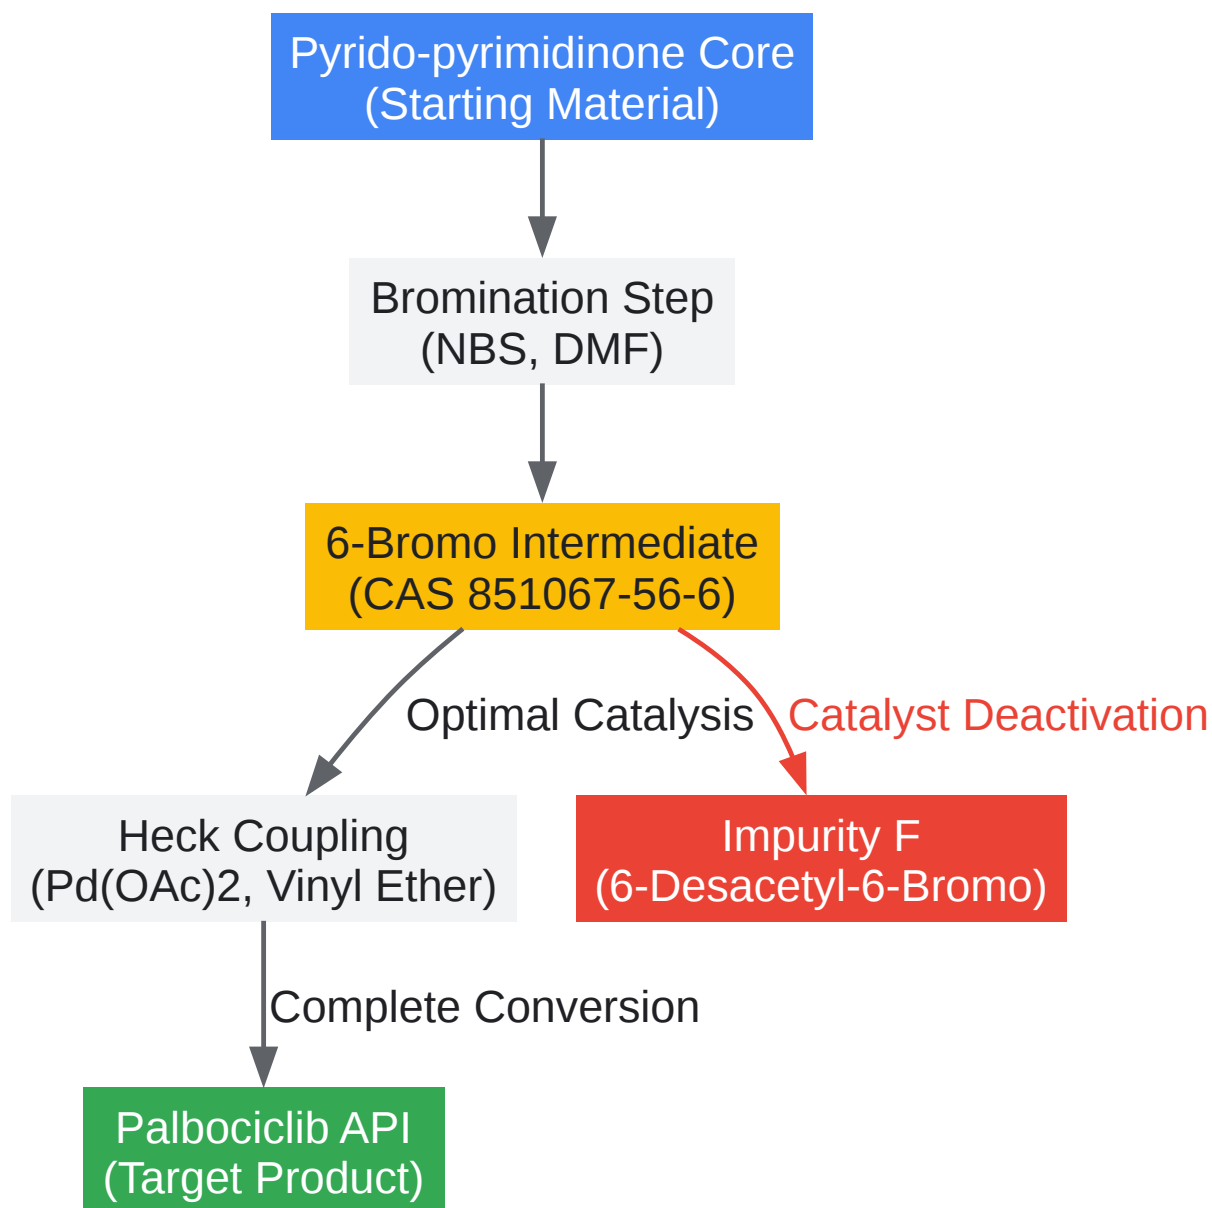 Pyrido-pyrimidinone Core
(Starting Material)
Bromination Step
(NBS, DMF)
6-Bromo Intermediate
(CAS 851067-56-6)
Optimal Catalysis
Catalyst Deactivation
Heck Coupling
(Pd(OAc)2, Vinyl Ether)
Impurity F
(6-Desacetyl-6-Bromo)
Complete Conversion
Palbociclib API
(Target Product)